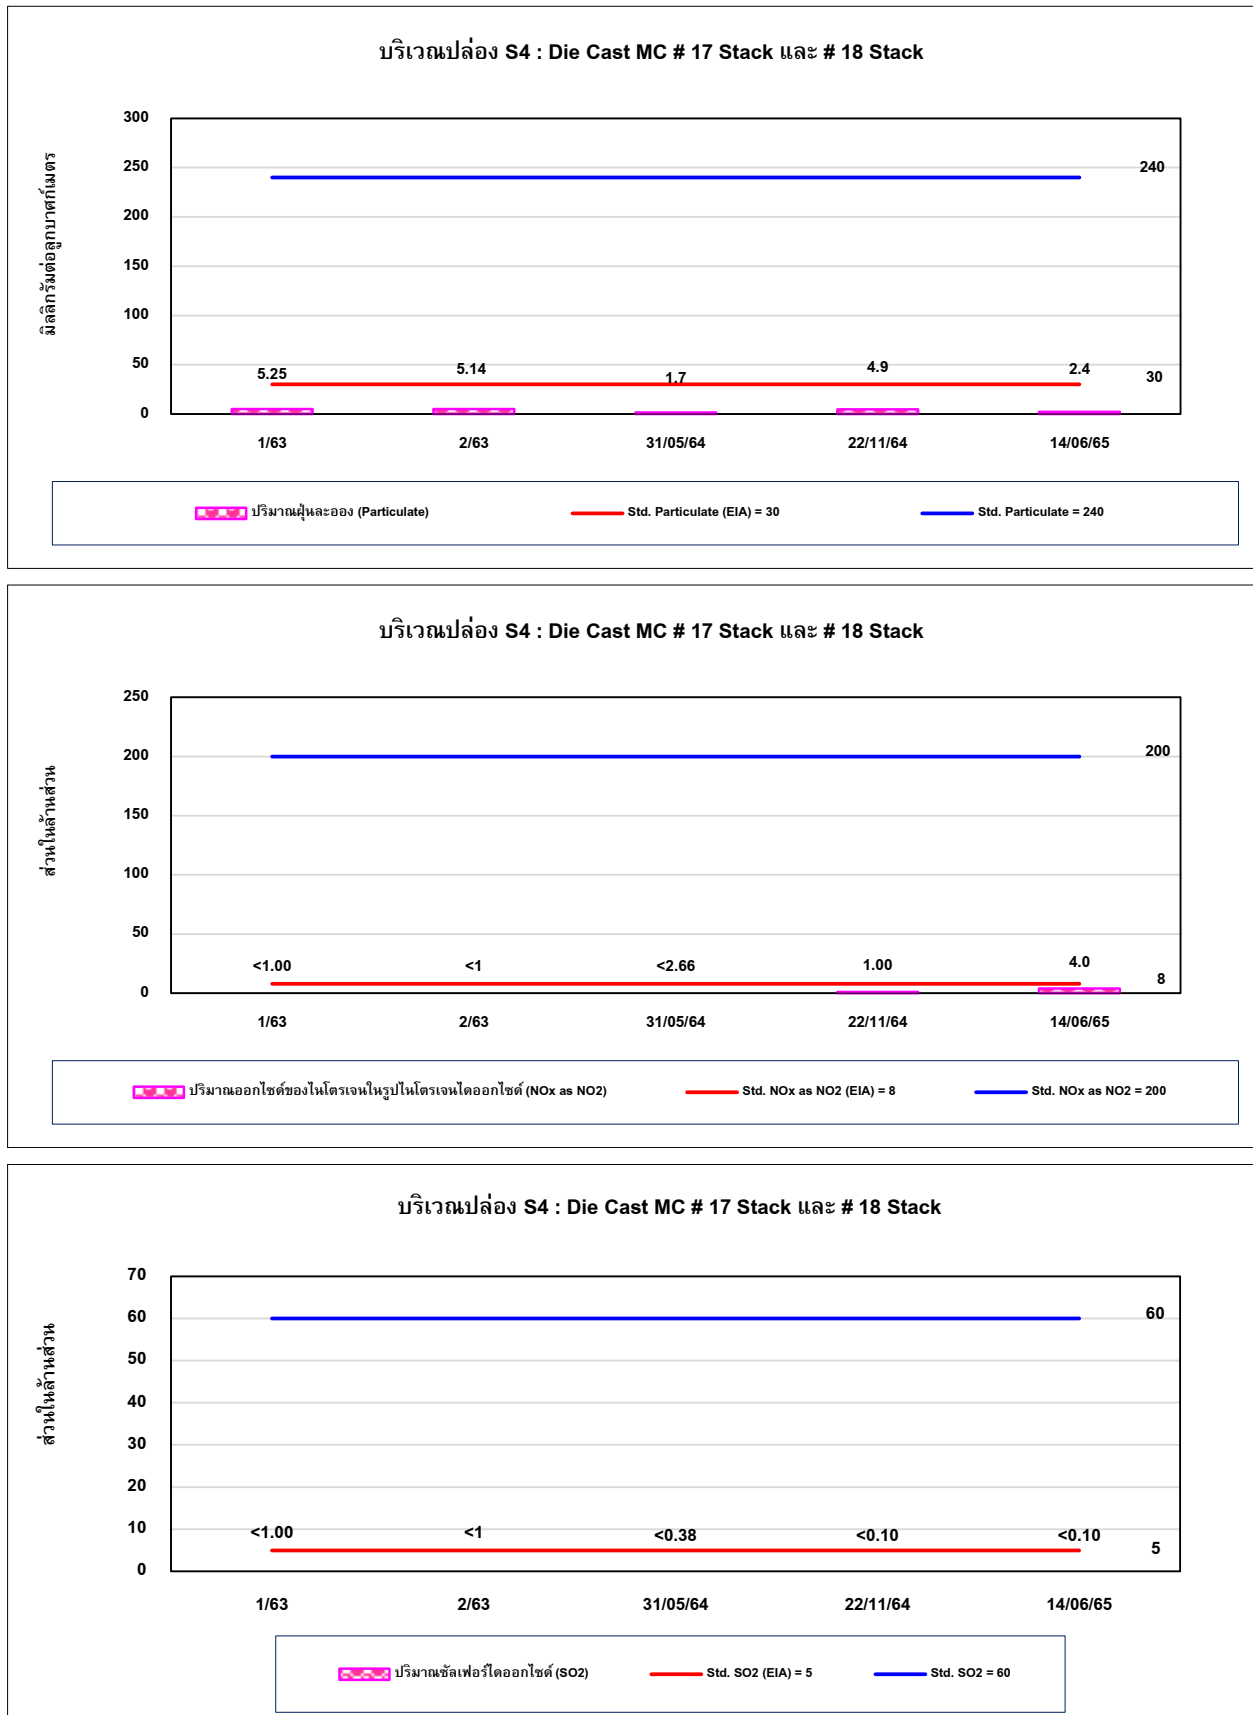 บริเวณปล่อง S4 : Die Cast MC # 17 Stack และ # 18 Stack
มิลลิกรัมต่อลูกบาศก์เมตร
300
250
240
200
150
100
50
5.25 5.14 1.7 4.9 2.4 30
0
1/63 2/63 31/05/64 22/11/64 14/06/65
ปริมาณฝุ่นละออง (Particulate) Std. Particulate (EIA) = 30 Std. Particulate = 240
บริเวณปล่อง S4 : Die Cast MC # 17 Stack และ # 18 Stack
ส่วนในล้านส่วน
250
200 200
150
100
50
<1.00 <1 <2.66 1.00 4.0 8
0
1/63 2/63 31/05/64 22/11/64 14/06/65
ปริมาณออกไซด์ของไนโตรเจนในรูปไนโตรเจนไดออกไซด์ (NOx as NO2) Std. NOx as NO2 (EIA) = 8 Std. NOx as NO2 = 200
บริเวณปล่อง S4 : Die Cast MC # 17 Stack และ # 18 Stack
ส่วนในล้านส่วน
70
60 60
50
40
30
20
10
<1.00 <1 <0.38 <0.10 <0.10 5
0
1/63 2/63 31/05/64 22/11/64 14/06/65
ปริมาณซัลเฟอร์ไดออกไซด์ (SO2) Std. SO2 (EIA) = 5 Std. SO2 = 60